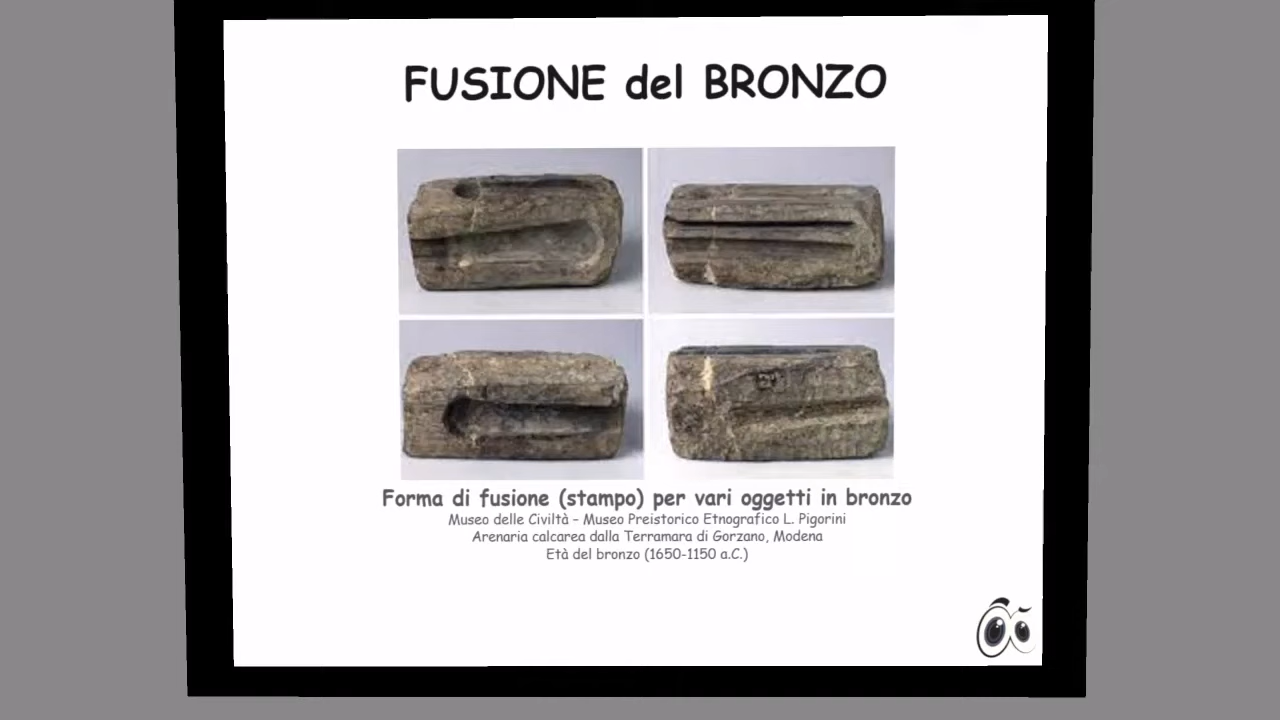 FUSIONE del BRONZO
Forma di fusione (stampo) per vari oggetti in bronzo
Museo delle Civiltà – Museo Preistorico Etnografico L. Pigorini
Arenaria calcarea dalla Terramara di Gorzano, Modena
Età del bronzo (1650-1150 a.C.)